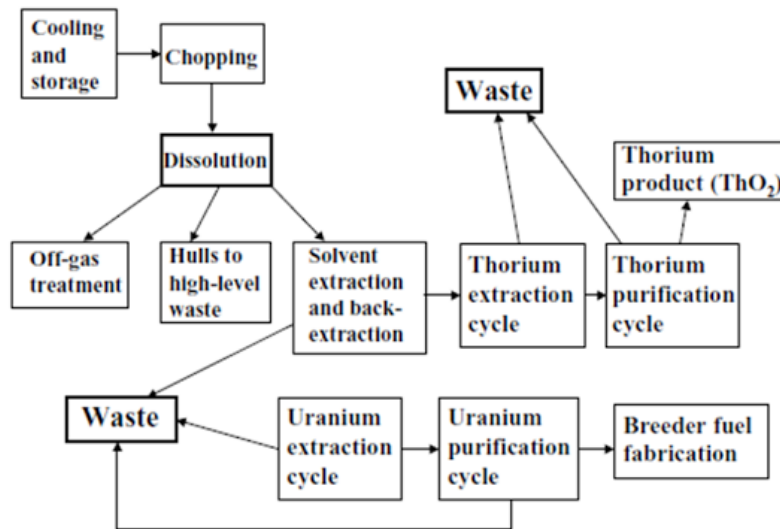 Cooling
and
storage
Chopping
Waste
Dissolution
Thorium
product (ThO₂)
Off-gas
treatment
Hulls to
high-level
waste
Solvent
extraction
and back-
extraction
Thorium
extraction
cycle
Thorium
purification
cycle
Waste
Uranium
extraction
cycle
Uranium
purification
cycle
Breeder fuel
fabrication